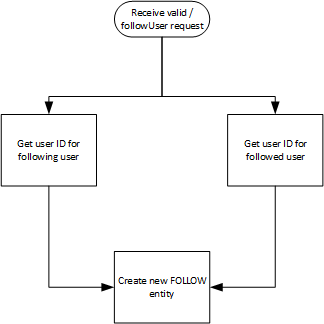 Receive valid /
followUser request
Get user ID for
following user
Get user ID for
followed user
Create new FOLLOW
entity